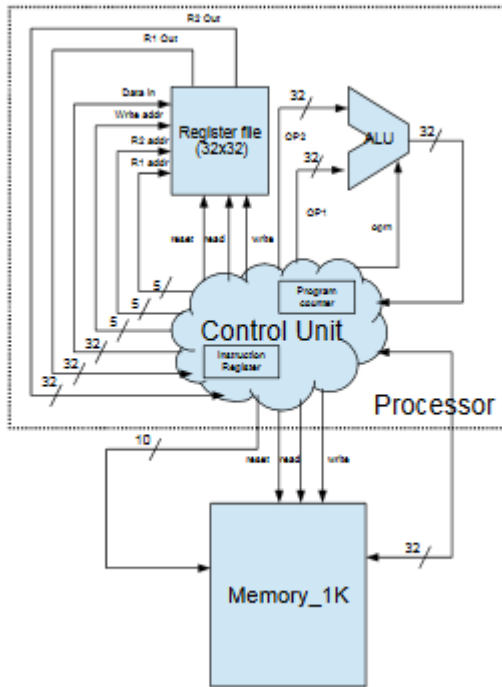 R2 Out
R1 Out
Data In
Write addr
R2 addr
R1 addr
Register file
(32x32)
32
OP2
32
OP1
ALU
32
oprn
reset
read
write
5
5
5
32
32
32
Program
counter
Control Unit
Instruction
Register
Processor
10
reset
read
write
32
Memory_1K